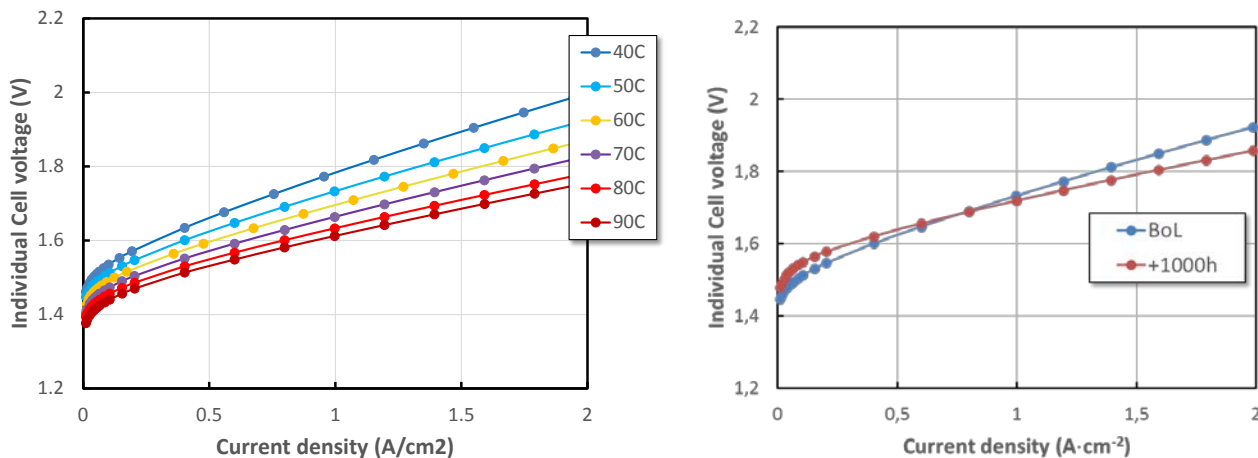 2.2
2
1.8
1.6
1.4
1.2
Individual Cell voltage (V)
0
0.5
1
1.5
2
Current density (A/cm2)
40C
50C
60C
70C
80C
90C
2,2
2
1,8
1,6
1,4
1,2
Individual Cell voltage (V)
0
0,5
1
1,5
2
Current density (A·cm⁻²)
BoL
+1000h